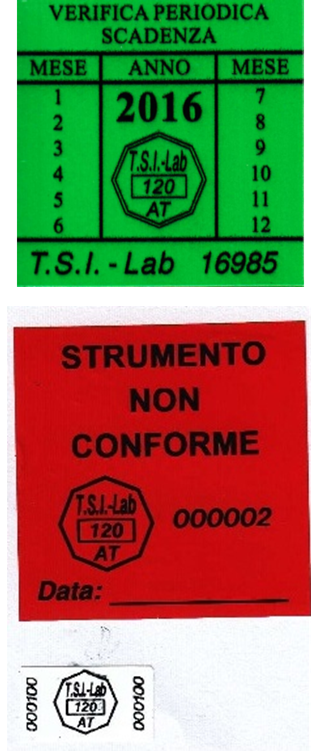 VERIFICA PERIODICA
SCADENZA
MESE ANNO MESE
1 2016 7
2 8
3 T.S.I.-Lab 9
4 120 10
5 AT 11
6 12
T.S.I. - Lab 16985
STRUMENTO
NON
CONFORME
T.S.I.-Lab
120 000002
AT
Data:
000100 T.S.I.-Lab 000100
120
AT